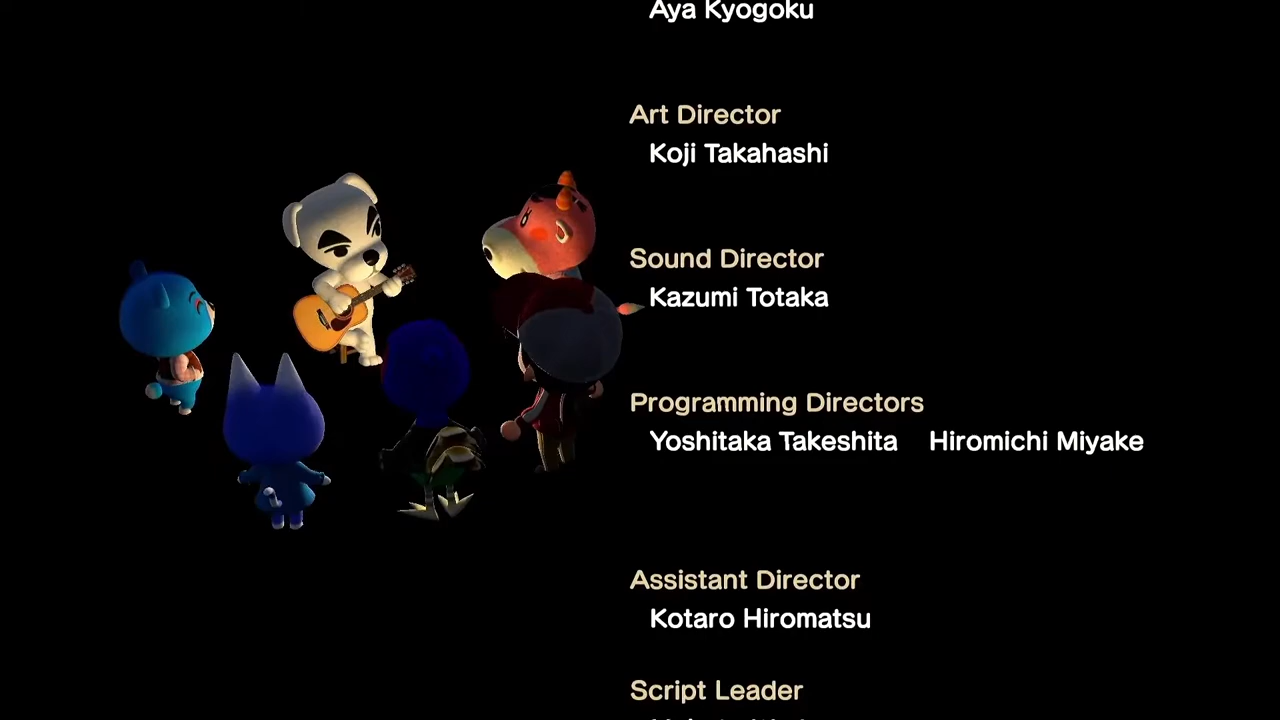 Aya Kyogoku
Art Director
Koji Takahashi
Sound Director
Kazumi Totaka
Programming Directors
Yoshitaka Takeshita Hiromichi Miyake
Assistant Director
Kotaro Hiromatsu
Script Leader